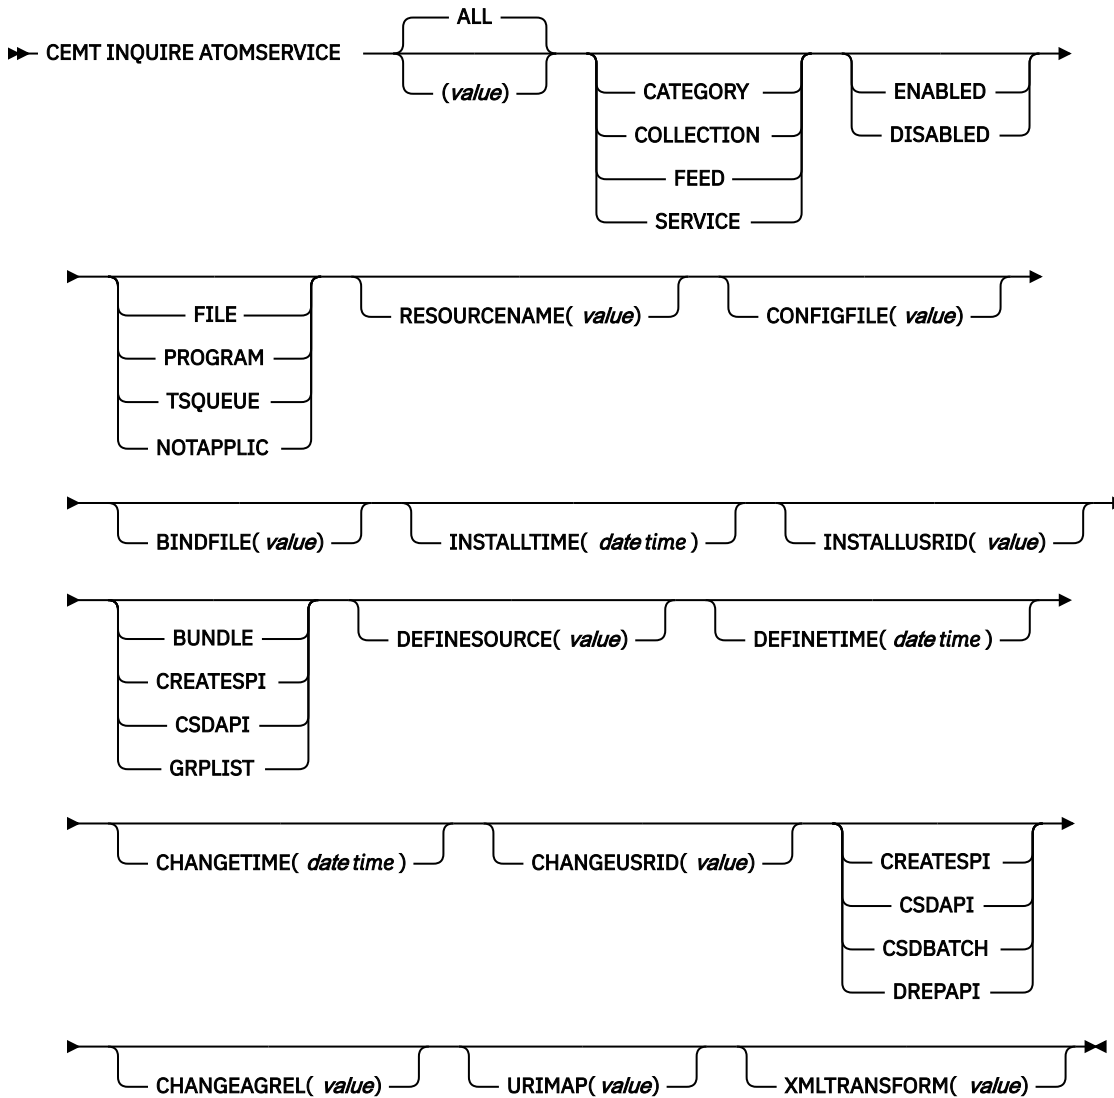 ALL
CEMT INQUIRE ATOMSERVICE
(value)
CATEGORY
COLLECTION
FEED
SERVICE
ENABLED
DISABLED
FILE
PROGRAM
TSQUEUE
NOTAPPLIC
RESOURCENAME( value)
CONFIGFILE( value)
BINDFILE( value)
INSTALLTIME( date time )
INSTALLUSRID( value)
BUNDLE
CREATESPI
CSDAPI
GRPLIST
DEFINESOURCE( value)
DEFINETIME( date time )
CHANGETIME( date time )
CHANGEUSRID( value)
CREATESPI
CSDAPI
CSDBATCH
DREPAPI
CHANGEAGREL( value)
URIMAP( value)
XMLTRANSFORM( value)